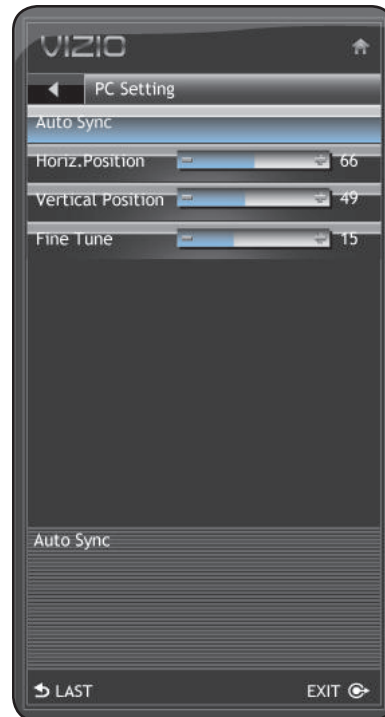 VIZIO
PC Setting
Auto Sync
Horiz.Position 66
Vertical Position 49
Fine Tune 15
Auto Sync
LAST EXIT